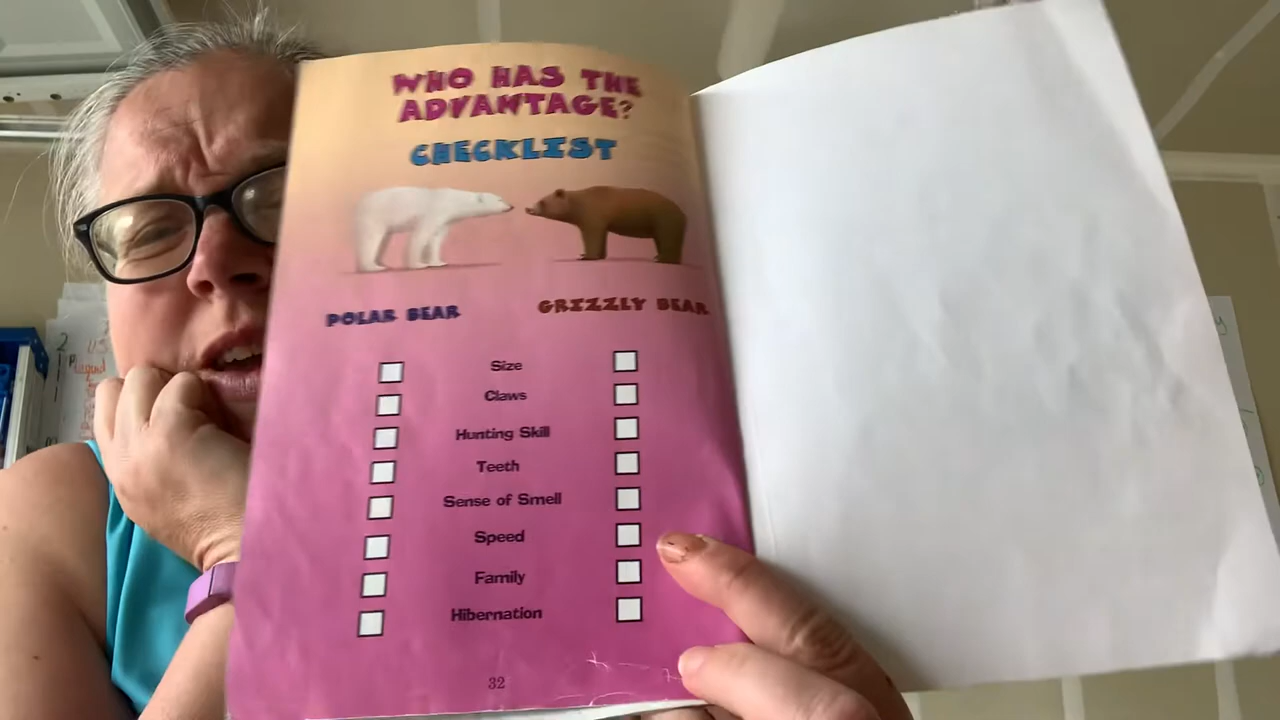 WHO HAS THE
ADVANTAGE?
CHECKLIST
POLAR BEAR
GRIZZLY BEAR
Size
Claws
Hunting Skill
Teeth
Sense of Smell
Speed
Family
Hibernation
32
2